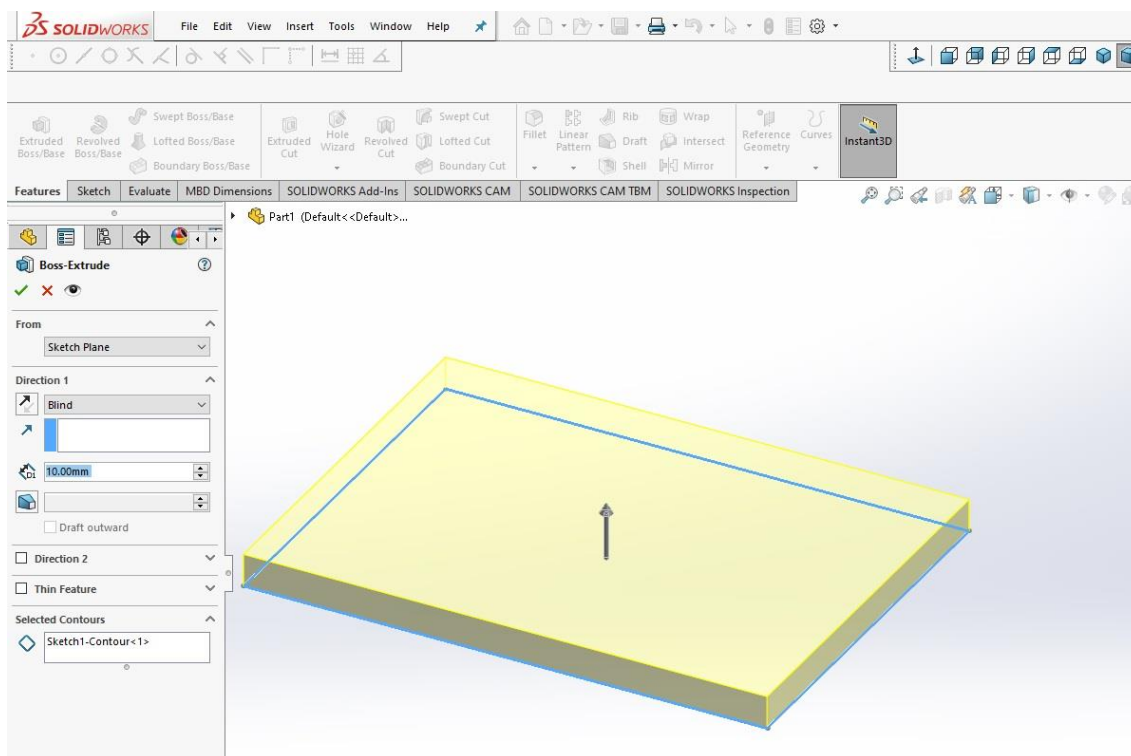 SOLIDWORKS File Edit View Insert Tools Window Help
Extruded Boss/Base
Revolved Boss/Base
Swept Boss/Base
Lofted Boss/Base
Boundary Boss/Base
Extruded Cut
Hole Wizard
Revolved Cut
Swept Cut
Lofted Cut
Boundary Cut
Fillet
Linear Pattern
Rib
Draft
Shell
Wrap
Intersect
Mirror
Reference Geometry
Curves
Instant3D
Features Sketch Evaluate MBD Dimensions SOLIDWORKS Add-Ins SOLIDWORKS CAM SOLIDWORKS CAM TBM SOLIDWORKS Inspection
Part1 (Default<<Default>...
Boss-Extrude
From
Sketch Plane
Direction 1
Blind
D1 10.00mm
Draft outward
Direction 2
Thin Feature
Selected Contours
Sketch1-Contour<1>